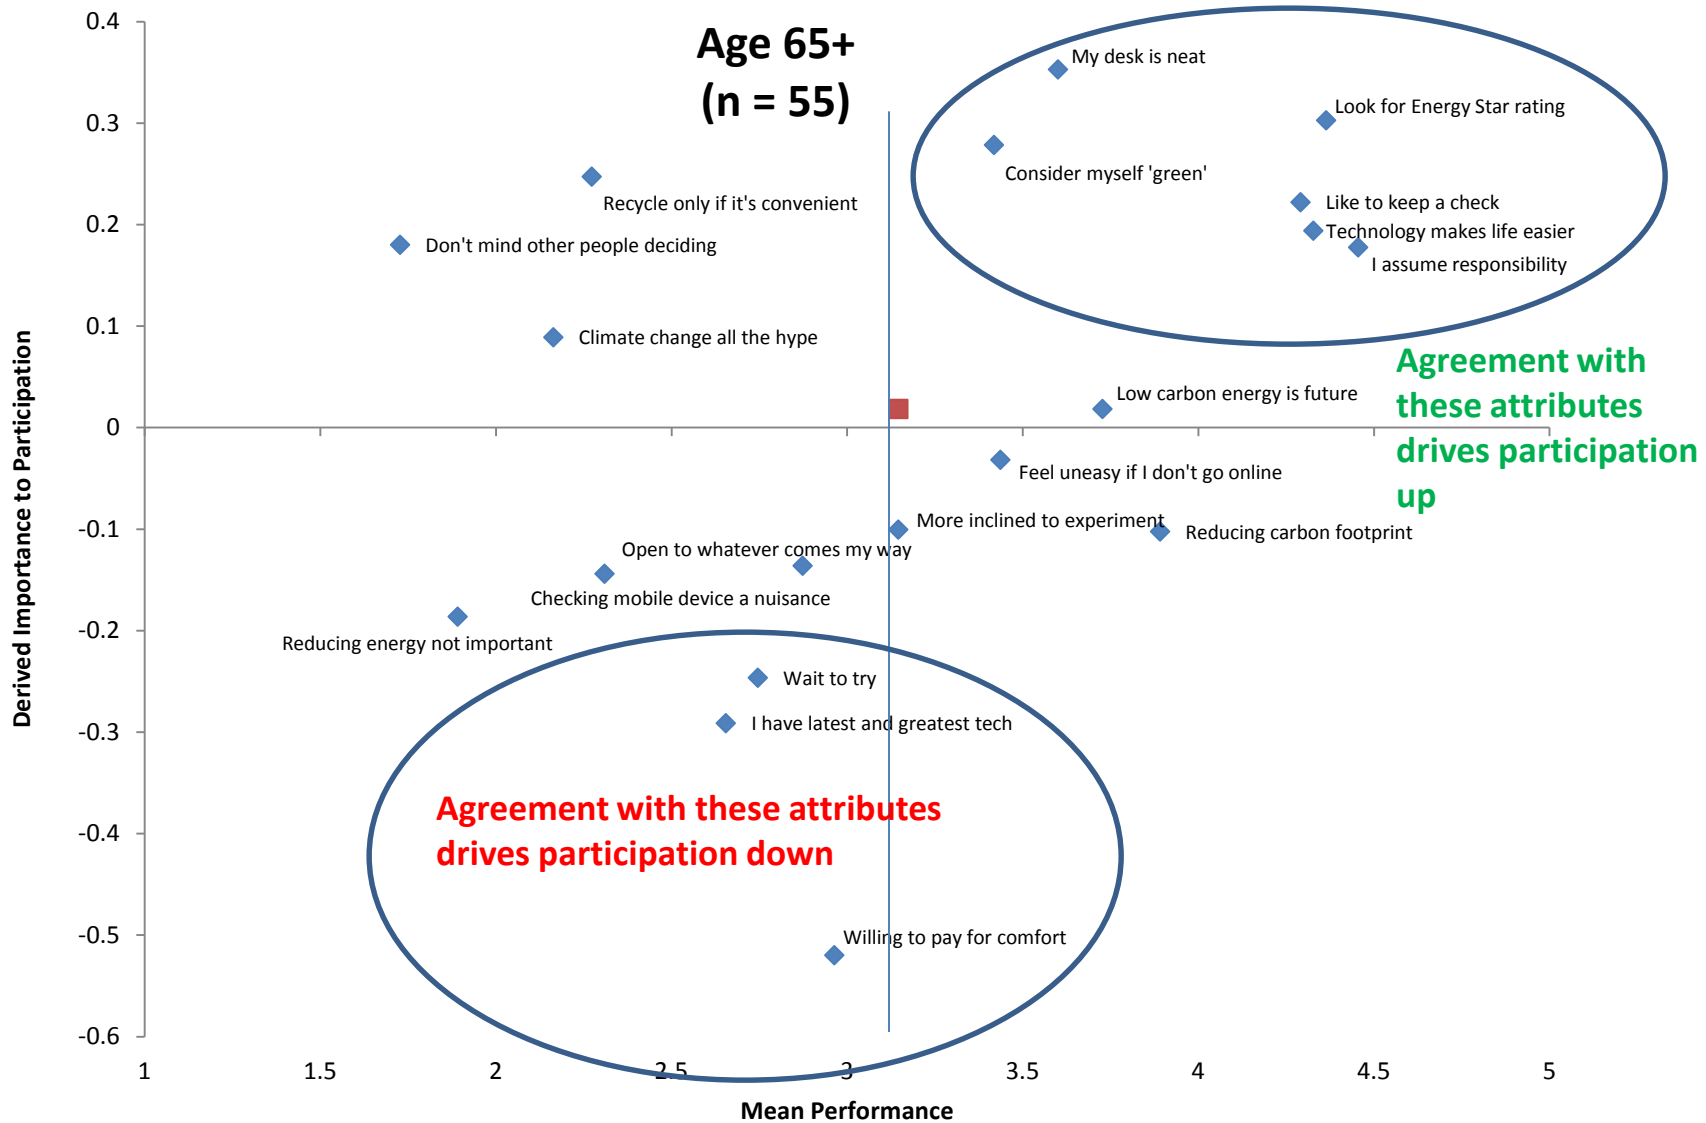 Age 65+
(n = 55)
0.4
0.3
0.2
0.1
0
-0.1
-0.2
-0.3
-0.4
-0.5
-0.6
Derived Importance to Participation
My desk is neat
Look for Energy Star rating
Consider myself 'green'
Recycle only if it's convenient
Like to keep a check
Technology makes life easier
Don't mind other people deciding
I assume responsibility
Climate change all the hype
Agreement with
these attributes
drives participation
up
Low carbon energy is future
Feel uneasy if I don't go online
More inclined to experiment
Reducing carbon footprint
Open to whatever comes my way
Checking mobile device a nuisance
Reducing energy not important
Wait to try
I have latest and greatest tech
Agreement with these attributes
drives participation down
Willing to pay for comfort
1
1.5
2
2.5
3
3.5
4
4.5
5
Mean Performance